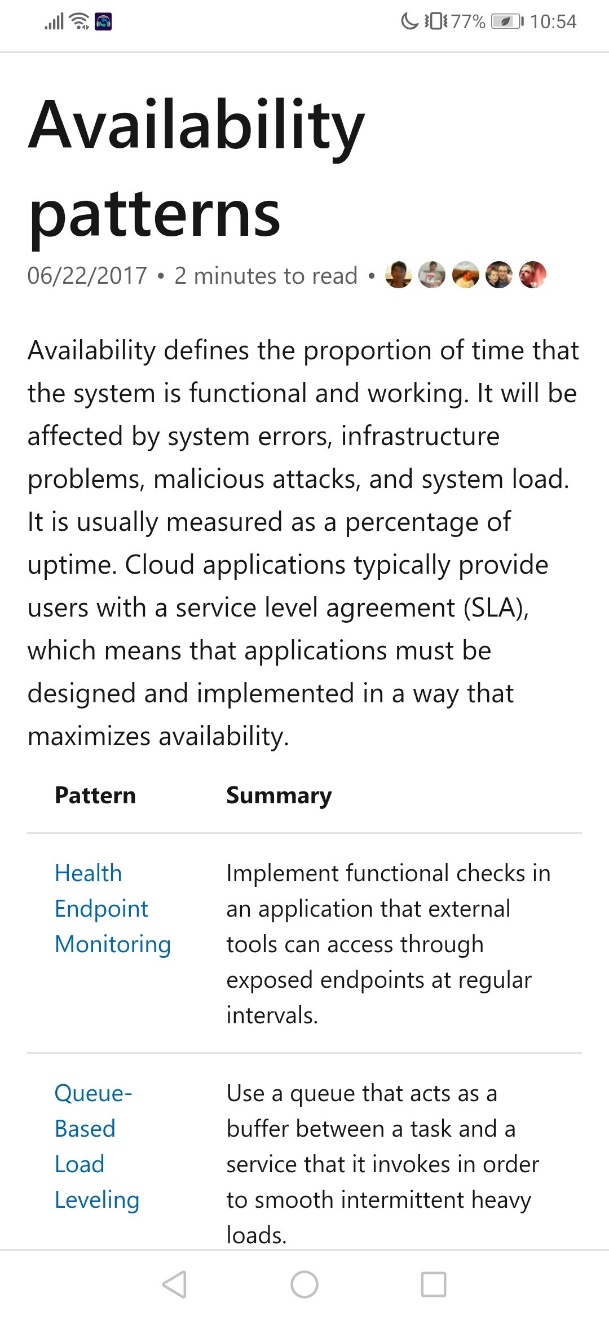 77% 10:54
Availability
patterns
06/22/2017 • 2 minutes to read •
Availability defines the proportion of time that
the system is functional and working. It will be
affected by system errors, infrastructure
problems, malicious attacks, and system load.
It is usually measured as a percentage of
uptime. Cloud applications typically provide
users with a service level agreement (SLA),
which means that applications must be
designed and implemented in a way that
maximizes availability.
Pattern Summary
Health
Endpoint
Monitoring
Implement functional checks in
an application that external
tools can access through
exposed endpoints at regular
intervals.
Queue-
Based
Load
Leveling
Use a queue that acts as a
buffer between a task and a
service that it invokes in order
to smooth intermittent heavy
loads.